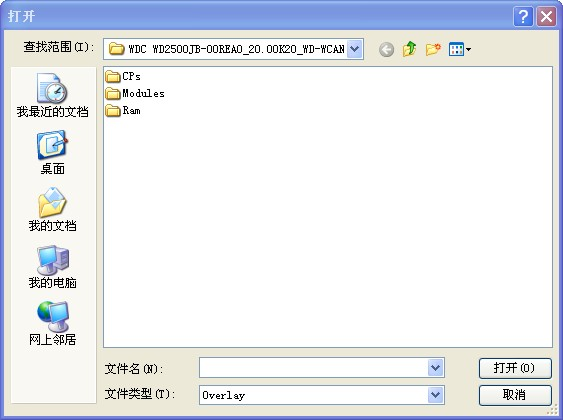 打开
查找范围(I):
WDC WD2500JB-00REA0_20.00K20_WD-WCAN
CPs
Modules
Ram
我最近的文档
桌面
我的文档
我的电脑
网上邻居
文件名(N):
打开(O)
文件类型(T):
Overlay
取消